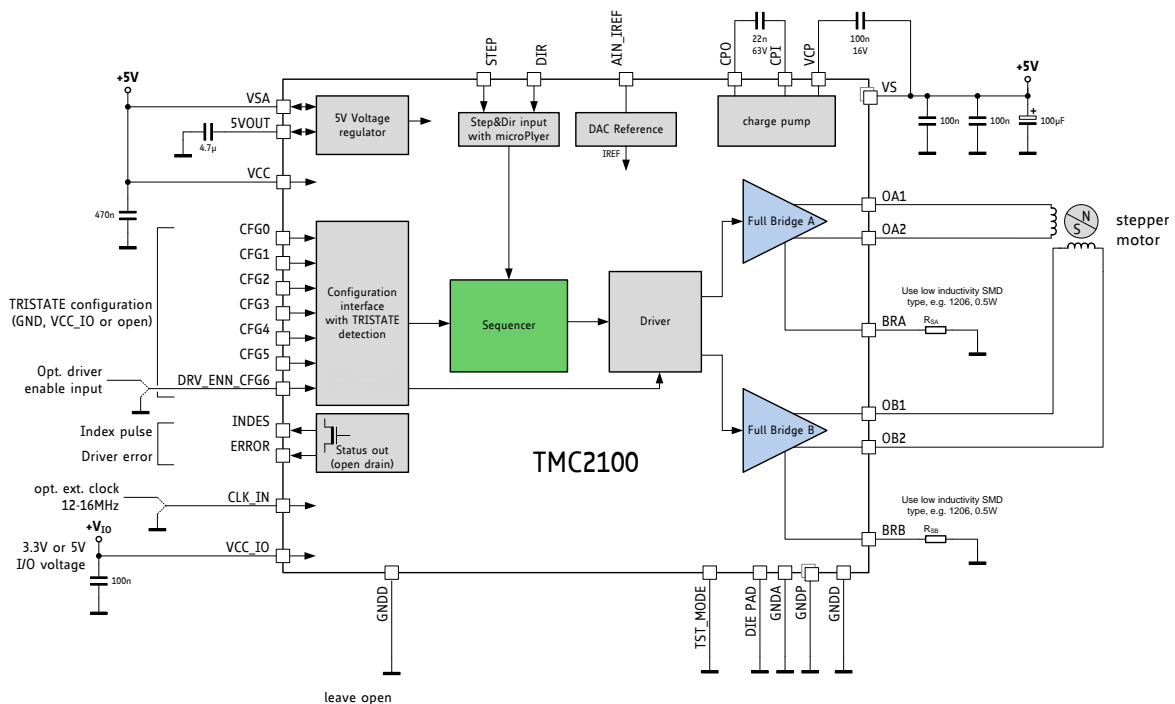 STEP
DIR
AIN_IREF
CPO
22n
63V
CPI
VCP
100n
16V
+5V
+5V
VSA
5VOUT
4.7µ
5V Voltage
regulator
Step&Dir input
with microPlyer
DAC Reference
IREF
charge pump
VS
100n
100n
+
100µF
VCC
470n
TRISTATE configuration
(GND, VCC_IO or open)
Opt. driver
enable input
CFG0
CFG1
CFG2
CFG3
CFG4
CFG5
DRV_ENN_CFG6
Configuration
interface
with TRISTATE
detection
Sequencer
Driver
Full Bridge A
Full Bridge B
OA1
OA2
N
S
stepper
motor
Use low inductivity SMD
type, e.g. 1206, 0.5W
BRA
RSA
OB1
OB2
Use low inductivity SMD
type, e.g. 1206, 0.5W
BRB
RSB
Index pulse
Driver error
INDES
ERROR
Status out
(open drain)
TMC2100
opt. ext. clock
12-16MHz
CLK_IN
+VIO
3.3V or 5V
I/O voltage
VCC_IO
100n
GNDD
TST_MODE
DIE PAD
GNDA
GNDP
GNDD
leave open